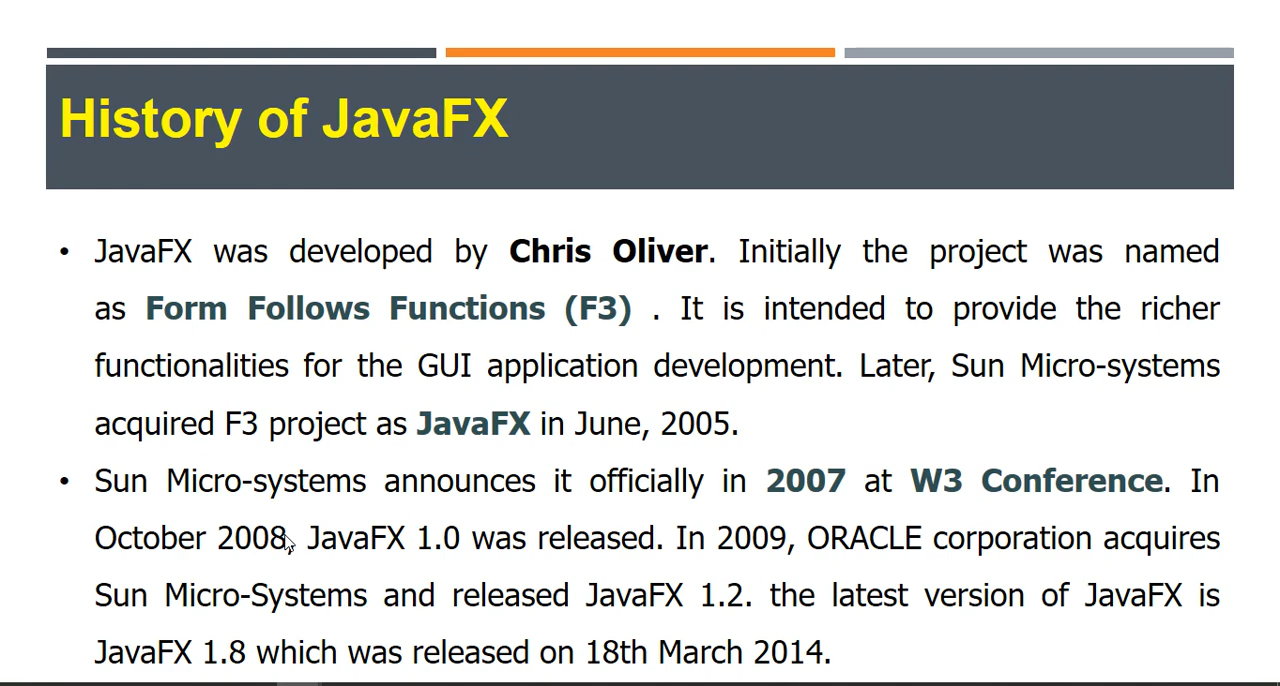 History of JavaFX
• JavaFX was developed by Chris Oliver. Initially the project was named
as Form Follows Functions (F3) . It is intended to provide the richer
functionalities for the GUI application development. Later, Sun Micro-systems
acquired F3 project as JavaFX in June, 2005.
• Sun Micro-systems announces it officially in 2007 at W3 Conference. In
October 2008, JavaFX 1.0 was released. In 2009, ORACLE corporation acquires
Sun Micro-Systems and released JavaFX 1.2. the latest version of JavaFX is
JavaFX 1.8 which was released on 18th March 2014.